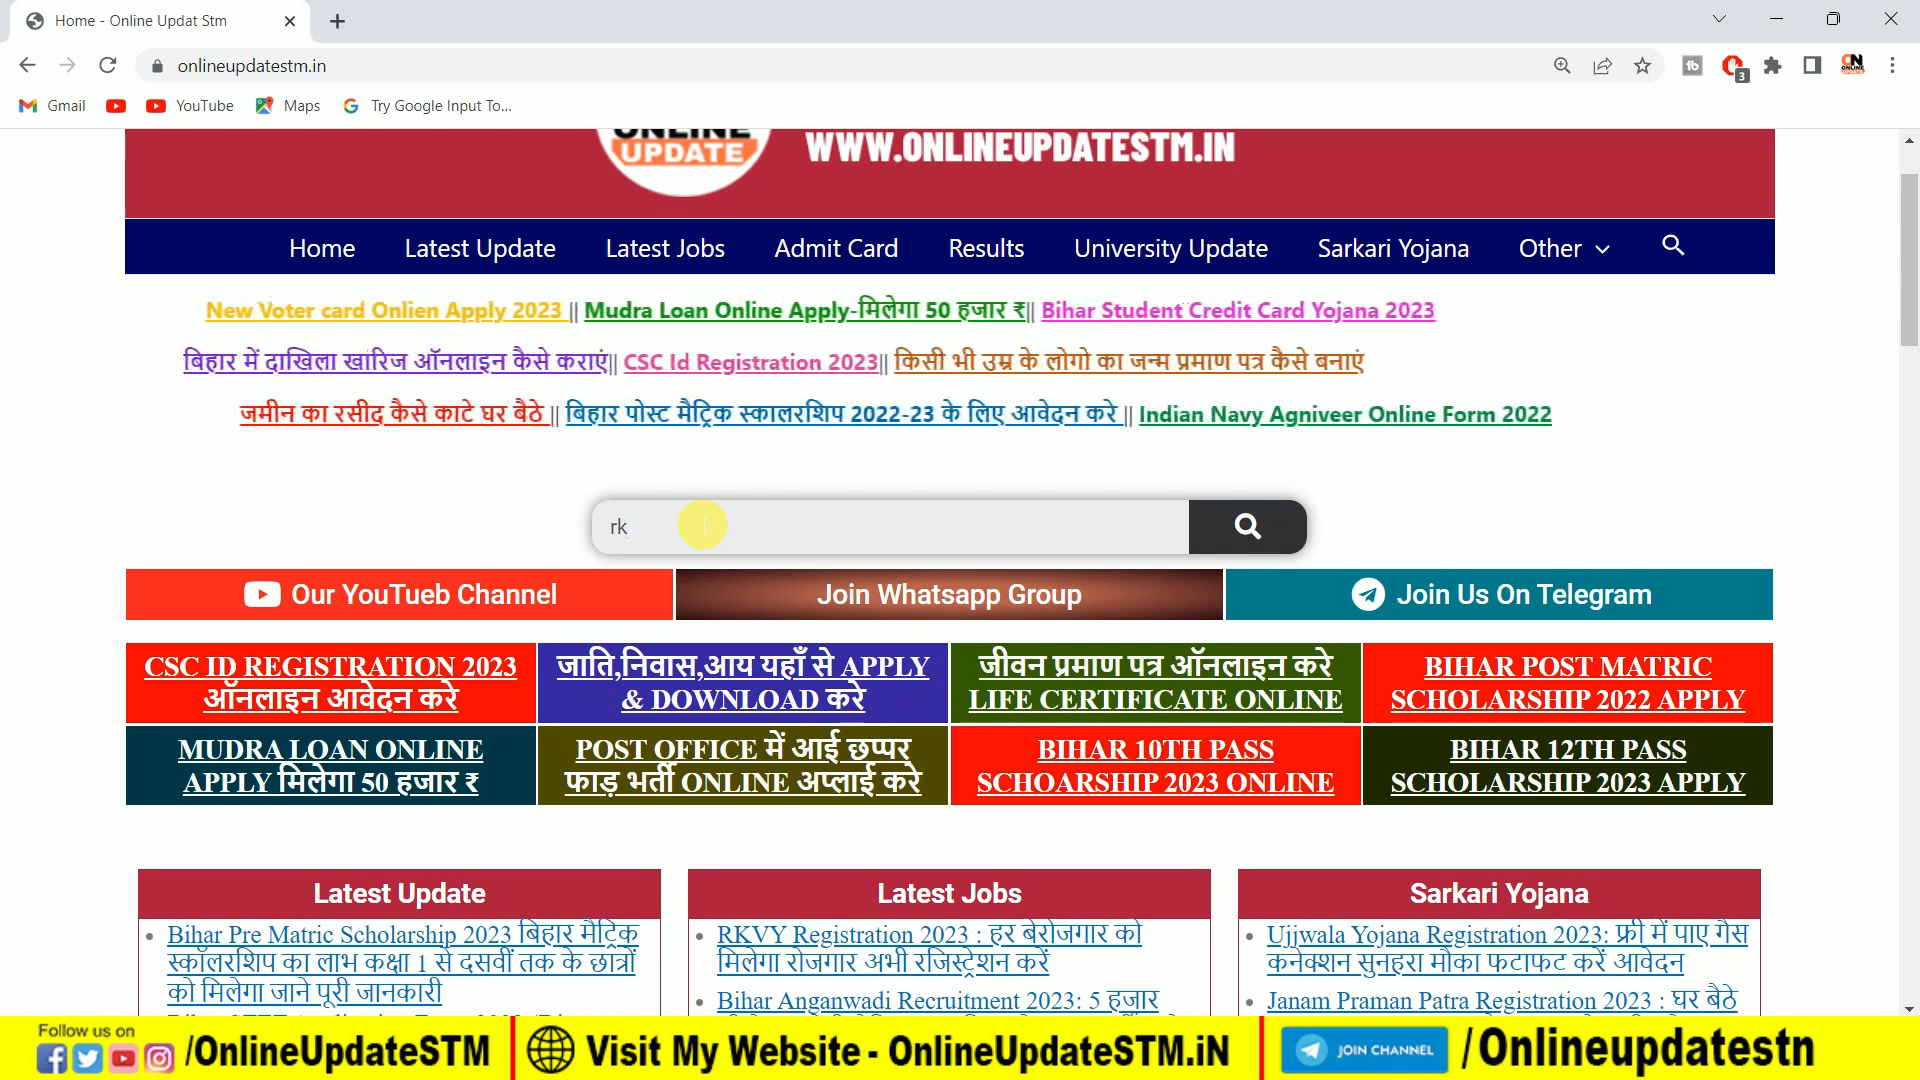 Home - Online Updat Stm
onlineupdatestm.in
3
Gmail
YouTube
Maps
Try Google Input To...
ONLINE
UPDATE
WWW.ONLINEUPDATESTM.IN
Home
Latest Update
Latest Jobs
Admit Card
Results
University Update
Sarkari Yojana
Other
New Voter card Onlien Apply 2023 || Mudra Loan Online Apply-मिलेगा 50 हजार ₹|| Bihar Student Credit Card Yojana 2023
बिहार में दाखिला खारिज ऑनलाइन कैसे कराएं|| CSC Id Registration 2023|| किसी भी उम्र के लोगो का जन्म प्रमाण पत्र कैसे बनाएं
जमीन का रसीद कैसे काटे घर बैठे || बिहार पोस्ट मैट्रिक स्कालरशिप 2022-23 के लिए आवेदन करे || Indian Navy Agniveer Online Form 2022
rk
Our YouTueb Channel
Join Whatsapp Group
Join Us On Telegram
CSC ID REGISTRATION 2023
ऑनलाइन आवेदन करे
जाति,निवास,आय यहाँ से APPLY
& DOWNLOAD करे
जीवन प्रमाण पत्र ऑनलाइन करे
LIFE CERTIFICATE ONLINE
BIHAR POST MATRIC
SCHOLARSHIP 2022 APPLY
MUDRA LOAN ONLINE
APPLY मिलेगा 50 हजार ₹
POST OFFICE में आई छप्पर
फाड़ भर्ती ONLINE अप्लाई करे
BIHAR 10TH PASS
SCHOARSHIP 2023 ONLINE
BIHAR 12TH PASS
SCHOLARSHIP 2023 APPLY
Latest Update
Bihar Pre Matric Scholarship 2023 बिहार मैट्रिक
स्कॉलरशिप का लाभ कक्षा 1 से दसवीं तक के छात्रों
को मिलेगा जाने पूरी जानकारी
Latest Jobs
RKVY Registration 2023 : हर बेरोजगार को
मिलेगा रोजगार अभी रजिस्ट्रेशन करें
Bihar Anganwadi Recruitment 2023: 5 हजार
Sarkari Yojana
Ujjwala Yojana Registration 2023: फ्री में पाए गैस
कनेक्शन सुनहरा मौका फटाफट करें आवेदन
Janam Praman Patra Registration 2023 : घर बैठे
Follow us on
/OnlineUpdateSTM
Visit My Website - OnlineUpdateSTM.iN
JOIN CHANNEL
/Onlineupdatestn